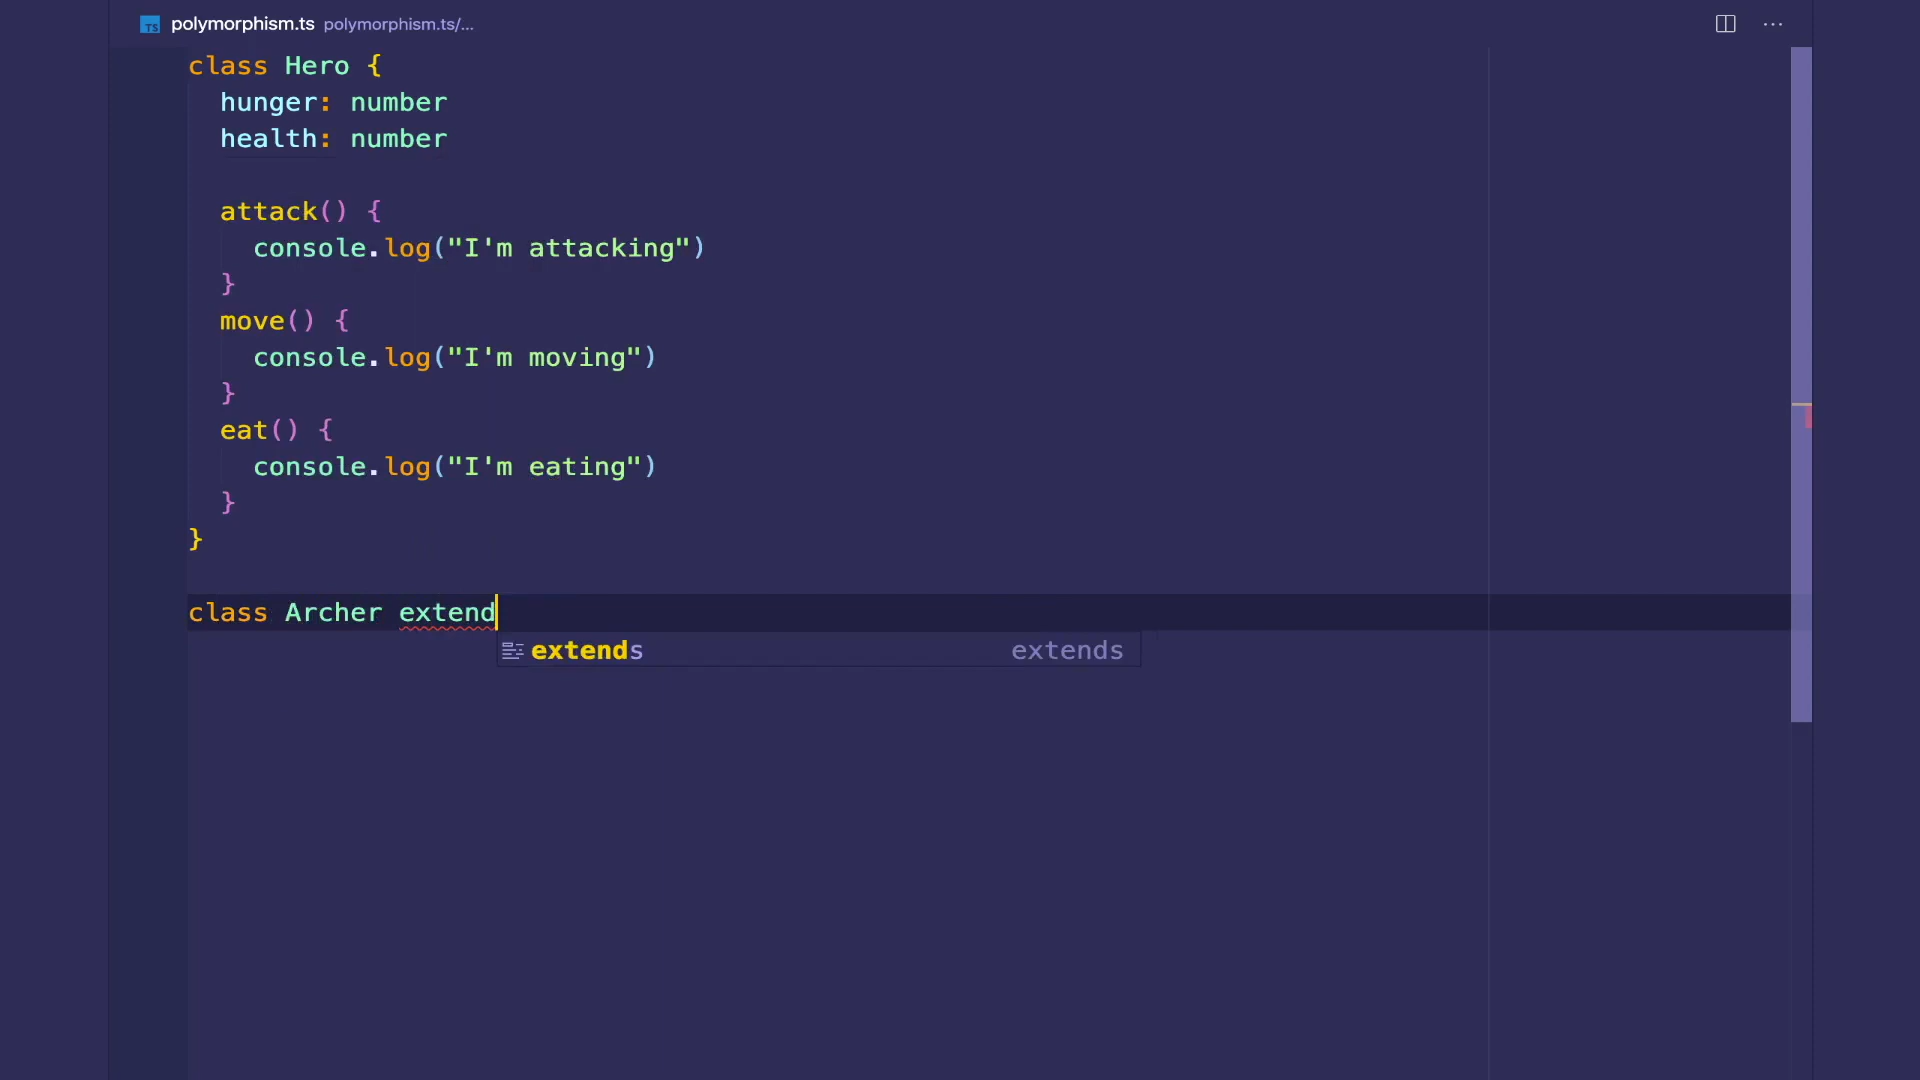 polymorphism.ts polymorphism.ts/...
class Hero {
  hunger: number
  health: number

  attack() {
    console.log("I'm attacking")
  }
  move() {
    console.log("I'm moving")
  }
  eat() {
    console.log("I'm eating")
  }
}

class Archer extend
extends extends